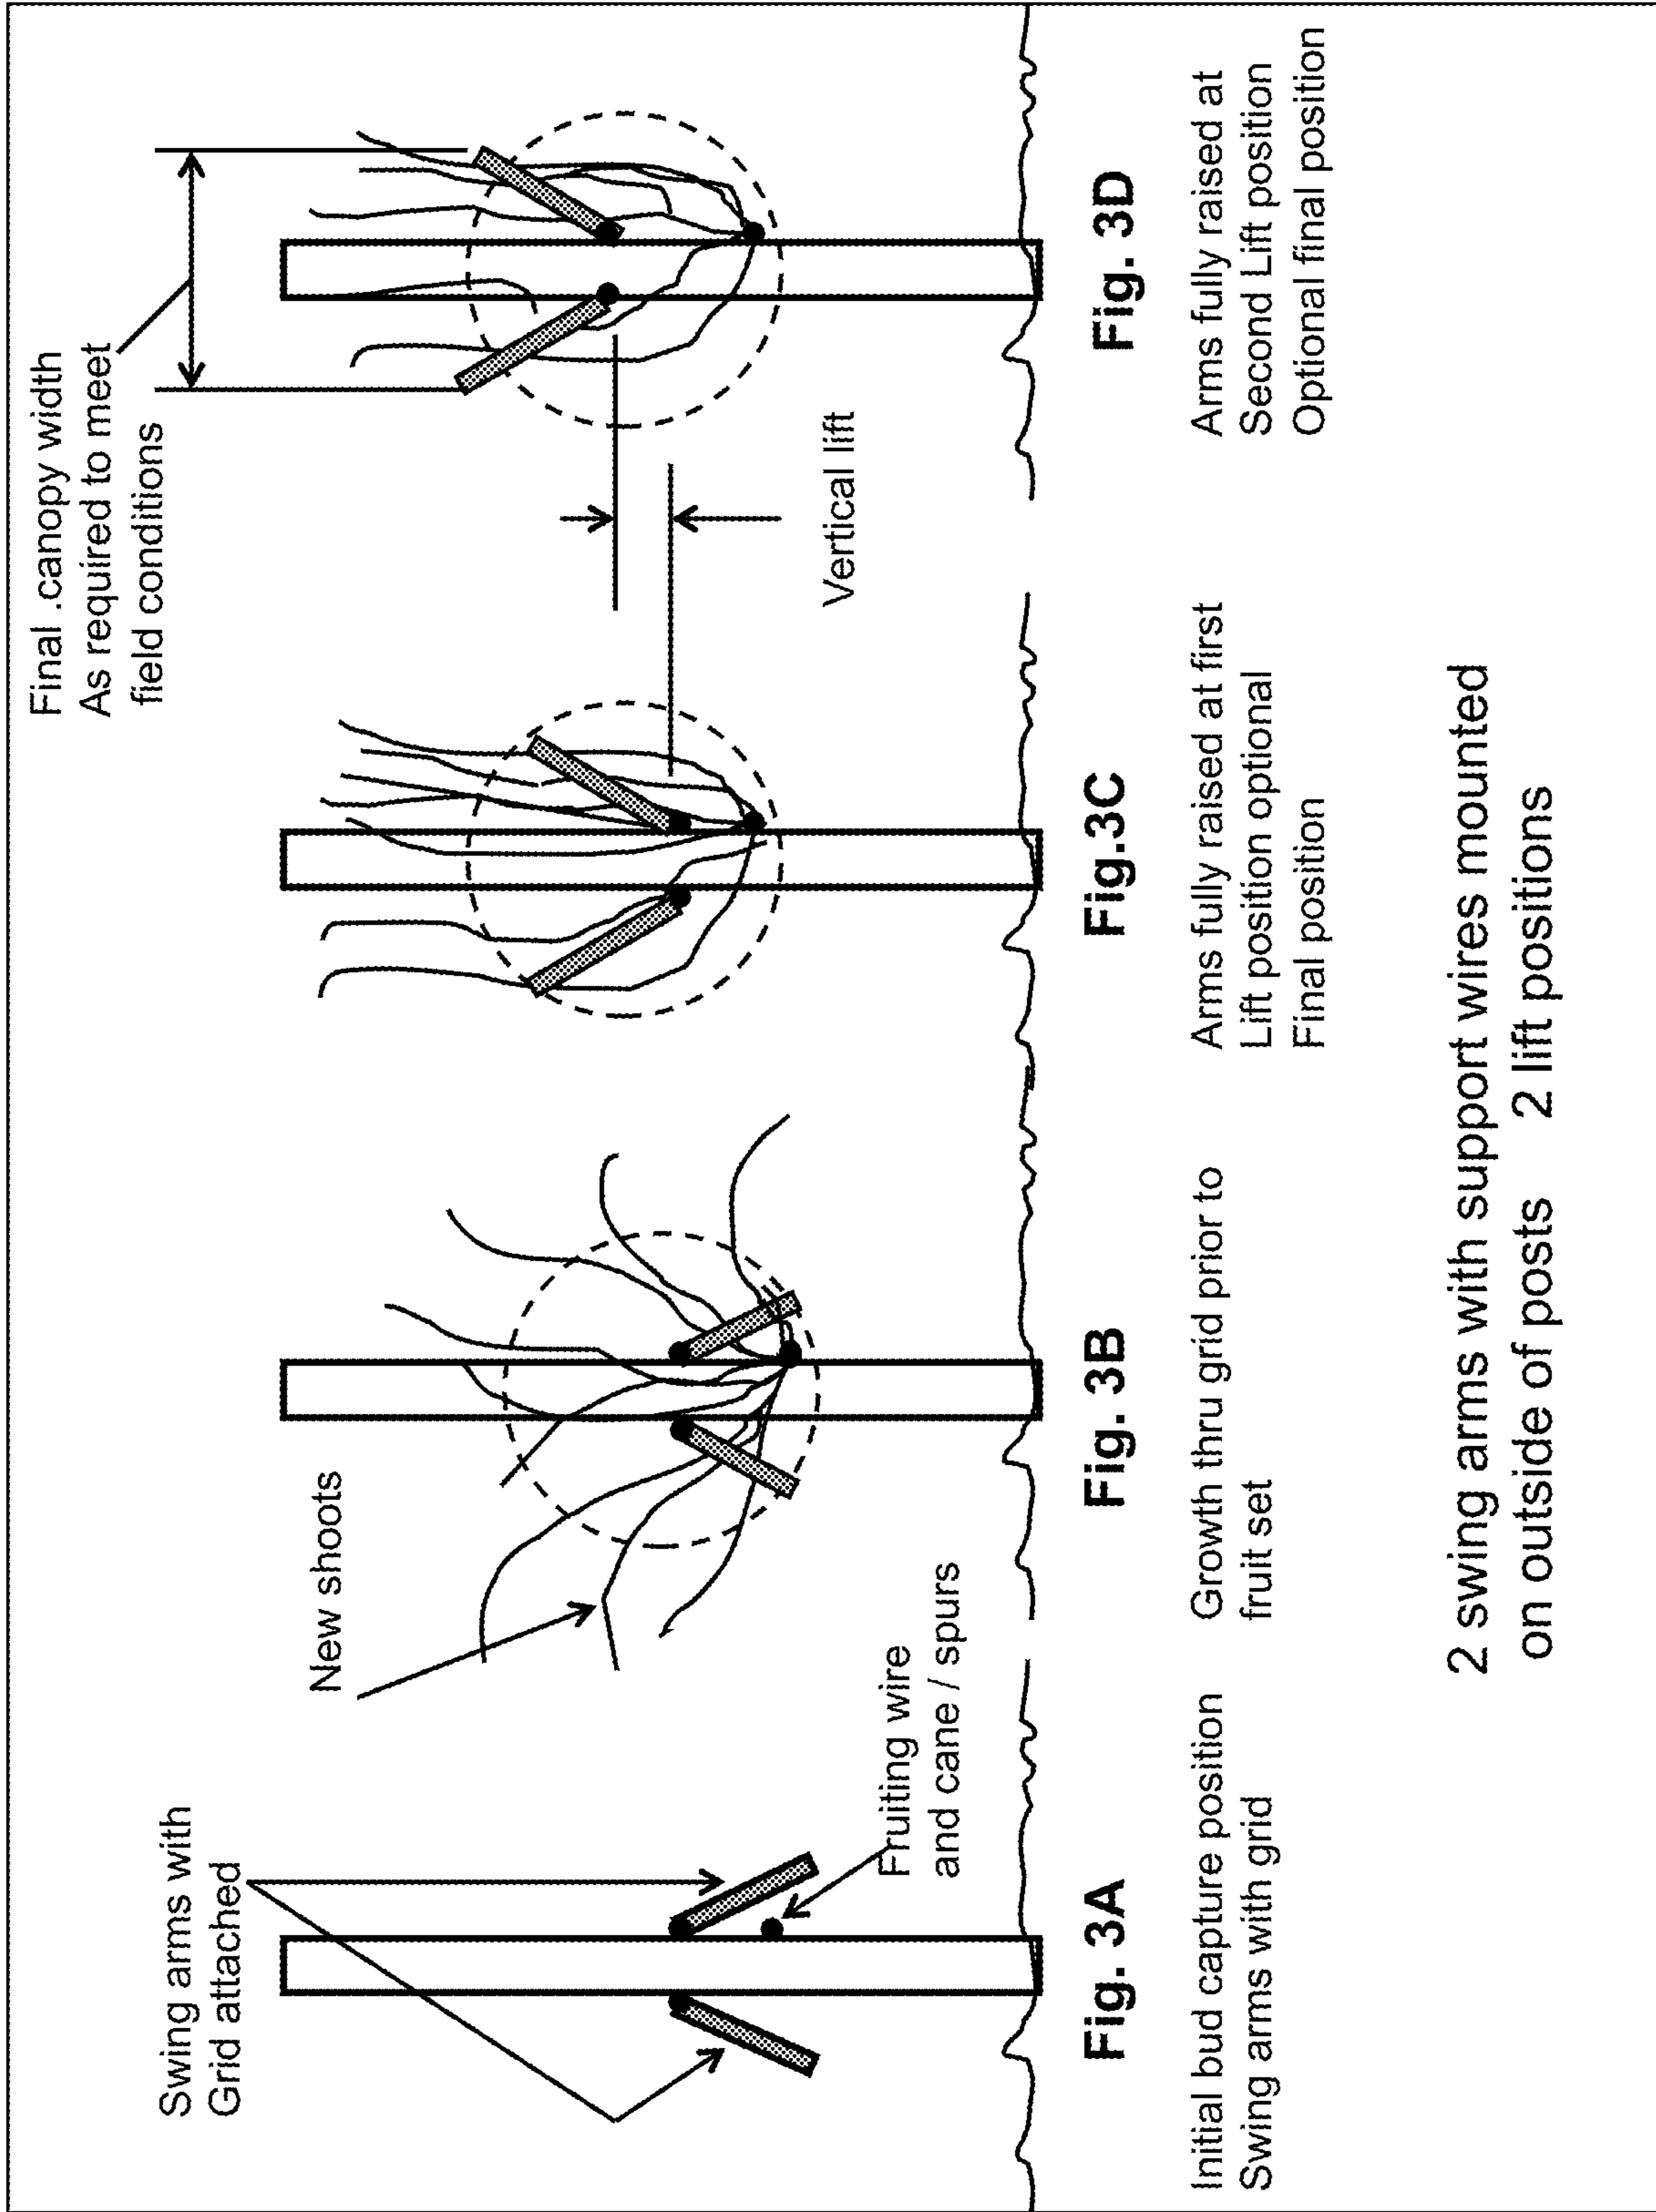 Swing arms with
Grid attached
New shoots
Final .canopy width
As required to meet
field conditions
Fruiting wire
and cane / spurs
Vertical lift
Fig. 3A
Fig. 3B
Fig.3C
Fig. 3D
Initial bud capture position
Swing arms with grid
Growth thru grid prior to
fruit set
Arms fully raised at first
Lift position optional
Final position
Arms fully raised at
Second Lift position
Optional final position
2 swing arms with support wires mounted
on outside of posts 2 lift positions